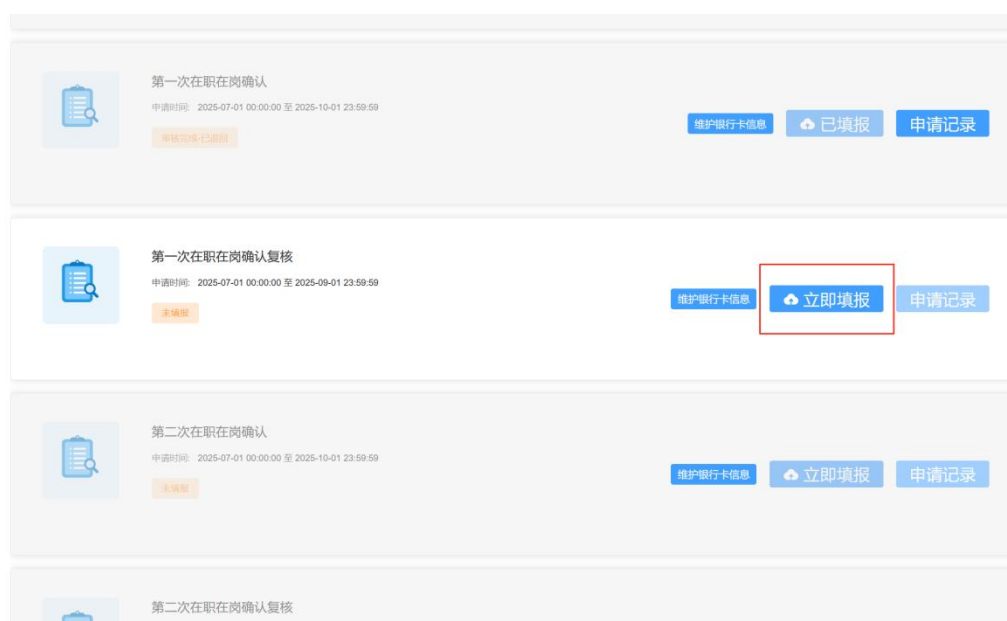 第一次在职在岗确认
申请时间: 2025-07-01 00:00:00 至 2025-10-01 23:59:59
审核完成-已退回
维护银行卡信息
已填报
申请记录
第一次在职在岗确认复核
申请时间: 2025-07-01 00:00:00 至 2025-09-01 23:59:59
未填报
维护银行卡信息
立即填报
申请记录
第二次在职在岗确认
申请时间: 2025-07-01 00:00:00 至 2025-10-01 23:59:59
未填报
维护银行卡信息
立即填报
申请记录
第二次在职在岗确认复核